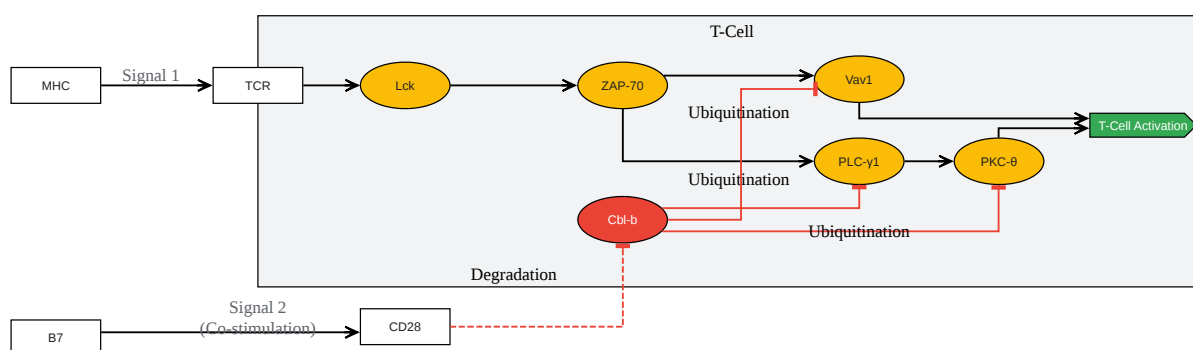 T-Cell
MHC
Signal 1
TCR
Lck
ZAP-70
Vav1
Ubiquitination
T-Cell Activation
PLC-γ1
PKC-θ
Ubiquitination
Cbl-b
Ubiquitination
Degradation
B7
Signal 2
(Co-stimulation)
CD28